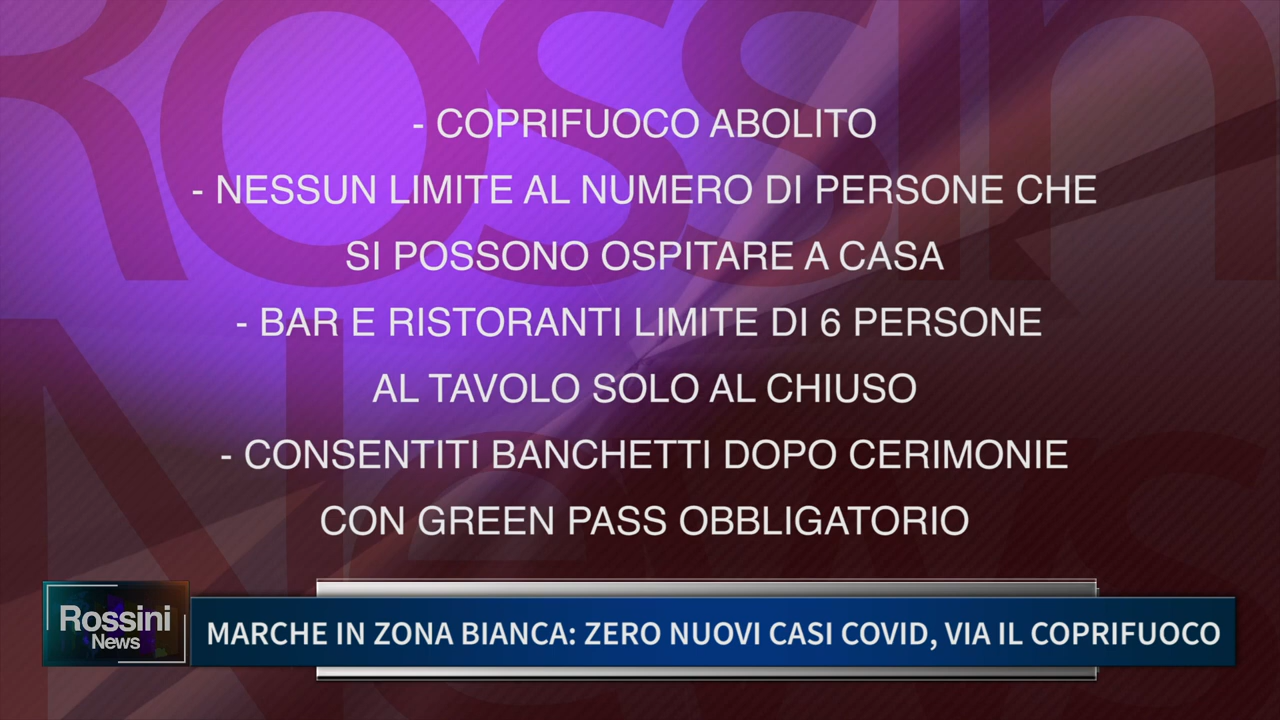 - COPRIFUOCO ABOLITO
- NESSUN LIMITE AL NUMERO DI PERSONE CHE
SI POSSONO OSPITARE A CASA
- BAR E RISTORANTI LIMITE DI 6 PERSONE
AL TAVOLO SOLO AL CHIUSO
- CONSENTITI BANCHETTI DOPO CERIMONIE
CON GREEN PASS OBBLIGATORIO
Rossini
News
MARCHE IN ZONA BIANCA: ZERO NUOVI CASI COVID, VIA IL COPRIFUOCO
Rossini
News